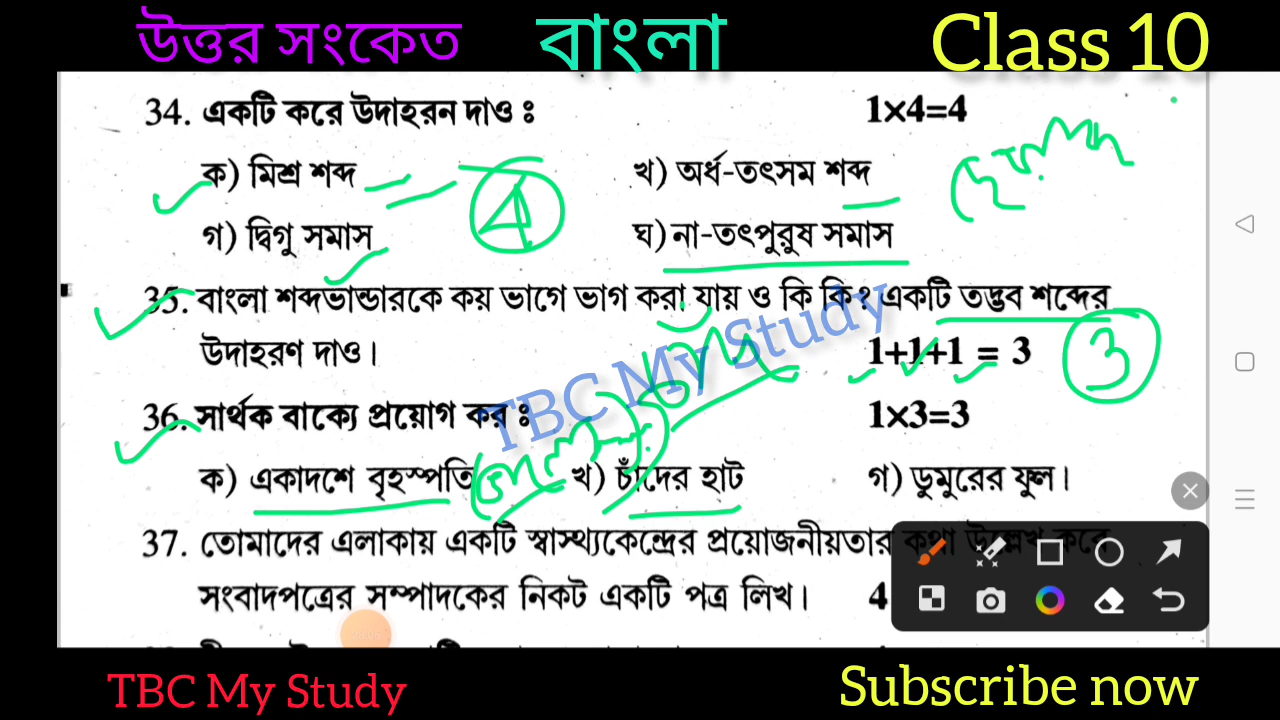 উত্তর সংকেত বাংলা Class 10
34. একটি করে উদাহরন দাও ঃ 1×4=4
ক) মিশ্র শব্দ খ) অর্ধ-তৎসম শব্দ
4
গ) দ্বিগু সমাস ঘ) না-তৎপুরুষ সমাস
35. বাংলা শব্দভান্ডারকে কয় ভাগে ভাগ করা যায় ও কি কি? একটি তদ্ভব শব্দের
উদাহরণ দাও। 1+1+1 = 3
3
TBC My Study
36. সার্থক বাক্যে প্রয়োগ কর ঃ 1×3=3
ক) একাদশে বৃহস্পতি খ) চাঁদের হাট গ) ডুমুরের ফুল।
37. তোমাদের এলাকায় একটি স্বাস্থ্যকেন্দ্রের প্রয়োজনীয়তার কথা উল্লেখ করে
সংবাদপত্রের সম্পাদকের নিকট একটি পত্র লিখ। 4
TBC My Study Subscribe now